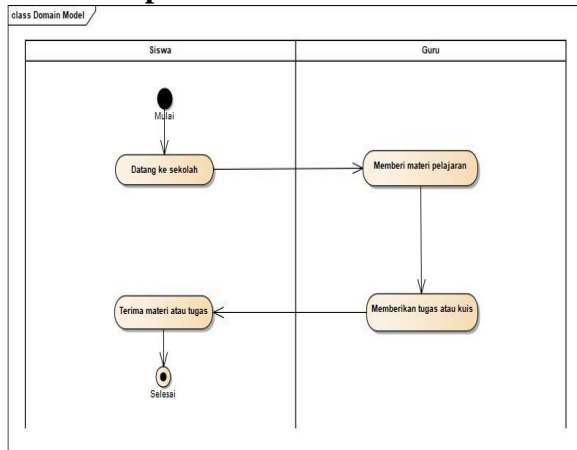 class Domain Model
Siswa
Guru
Mulai
Datang ke sekolah
Memberi materi pelajaran
Terima materi atau tugas
Memberikan tugas atau kuis
Selesai